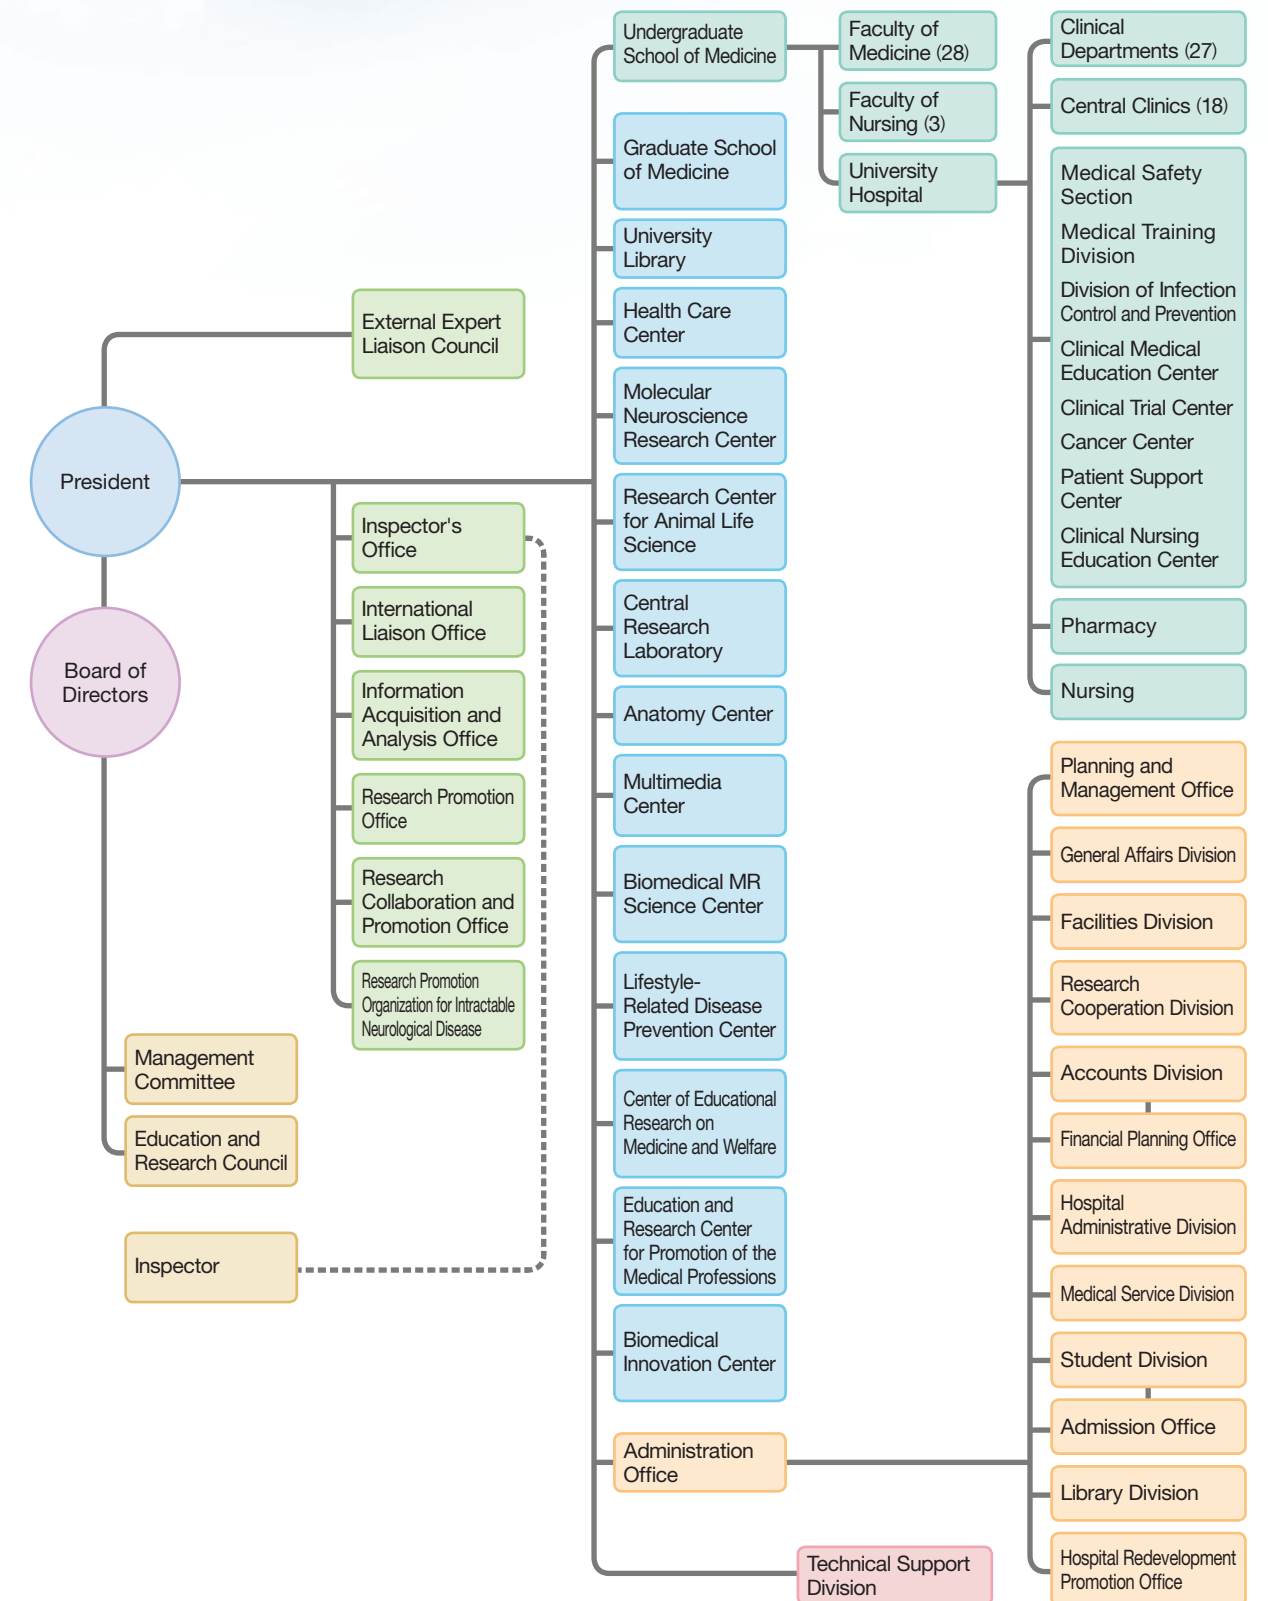 President
Board of
Directors
Management
Committee
Education and
Research Council
Inspector
External Expert
Liaison Council
Inspector's
Office
International
Liaison Office
Information
Acquisition and
Analysis Office
Research Promotion
Office
Research
Collaboration and
Promotion Office
Research Promotion
Organization for Intractable
Neurological Disease
Undergraduate
School of Medicine
Graduate School
of Medicine
University
Library
Health Care
Center
Molecular
Neuroscience
Research Center
Research Center
for Animal Life
Science
Central
Research
Laboratory
Anatomy Center
Multimedia
Center
Biomedical MR
Science Center
Lifestyle-
Related Disease
Prevention Center
Center of Educational
Research on
Medicine and Welfare
Education and
Research Center
for Promotion of the
Medical Professions
Biomedical
Innovation Center
Administration
Office
Technical Support
Division
Faculty of
Medicine (28)
Faculty of
Nursing (3)
University
Hospital
Clinical
Departments (27)
Central Clinics (18)
Medical Safety
Section
Medical Training
Division
Division of Infection
Control and Prevention
Clinical Medical
Education Center
Clinical Trial Center
Cancer Center
Patient Support
Center
Clinical Nursing
Education Center
Pharmacy
Nursing
Planning and
Management Office
General Affairs Division
Facilities Division
Research
Cooperation Division
Accounts Division
Financial Planning Office
Hospital
Administrative Division
Medical Service Division
Student Division
Admission Office
Library Division
Hospital Redevelopment
Promotion Office